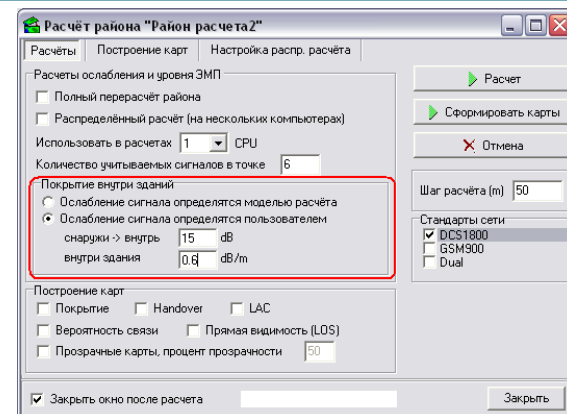 Расчёт района "Район расчета2"
Расчёты Построение карт Настройка распр. расчёта
Расчеты ослабления и уровня ЭМП
Полный перерасчёт района
Распределённый расчёт (на нескольких компьютерах)
Использовать в расчетах 1 CPU
Количество учитываемых сигналов в точке 6
Покрытие внутри зданий
Ослабление сигнала определятся моделью расчёта
Ослабление сигнала определятся пользователем
снаружи -> внутрь 15 dB
внутри здания 0.6 dB/m
Построение карт
Покрытие Handover LAC
Вероятность связи Прямая видимость (LOS)
Прозрачные карты, процент прозрачности 50
Расчет
Сформировать карты
Отмена
Шаг расчёта (m) 50
Стандарты сети
DCS1800
GSM900
Dual
Закрыть окно после расчета Закрыть